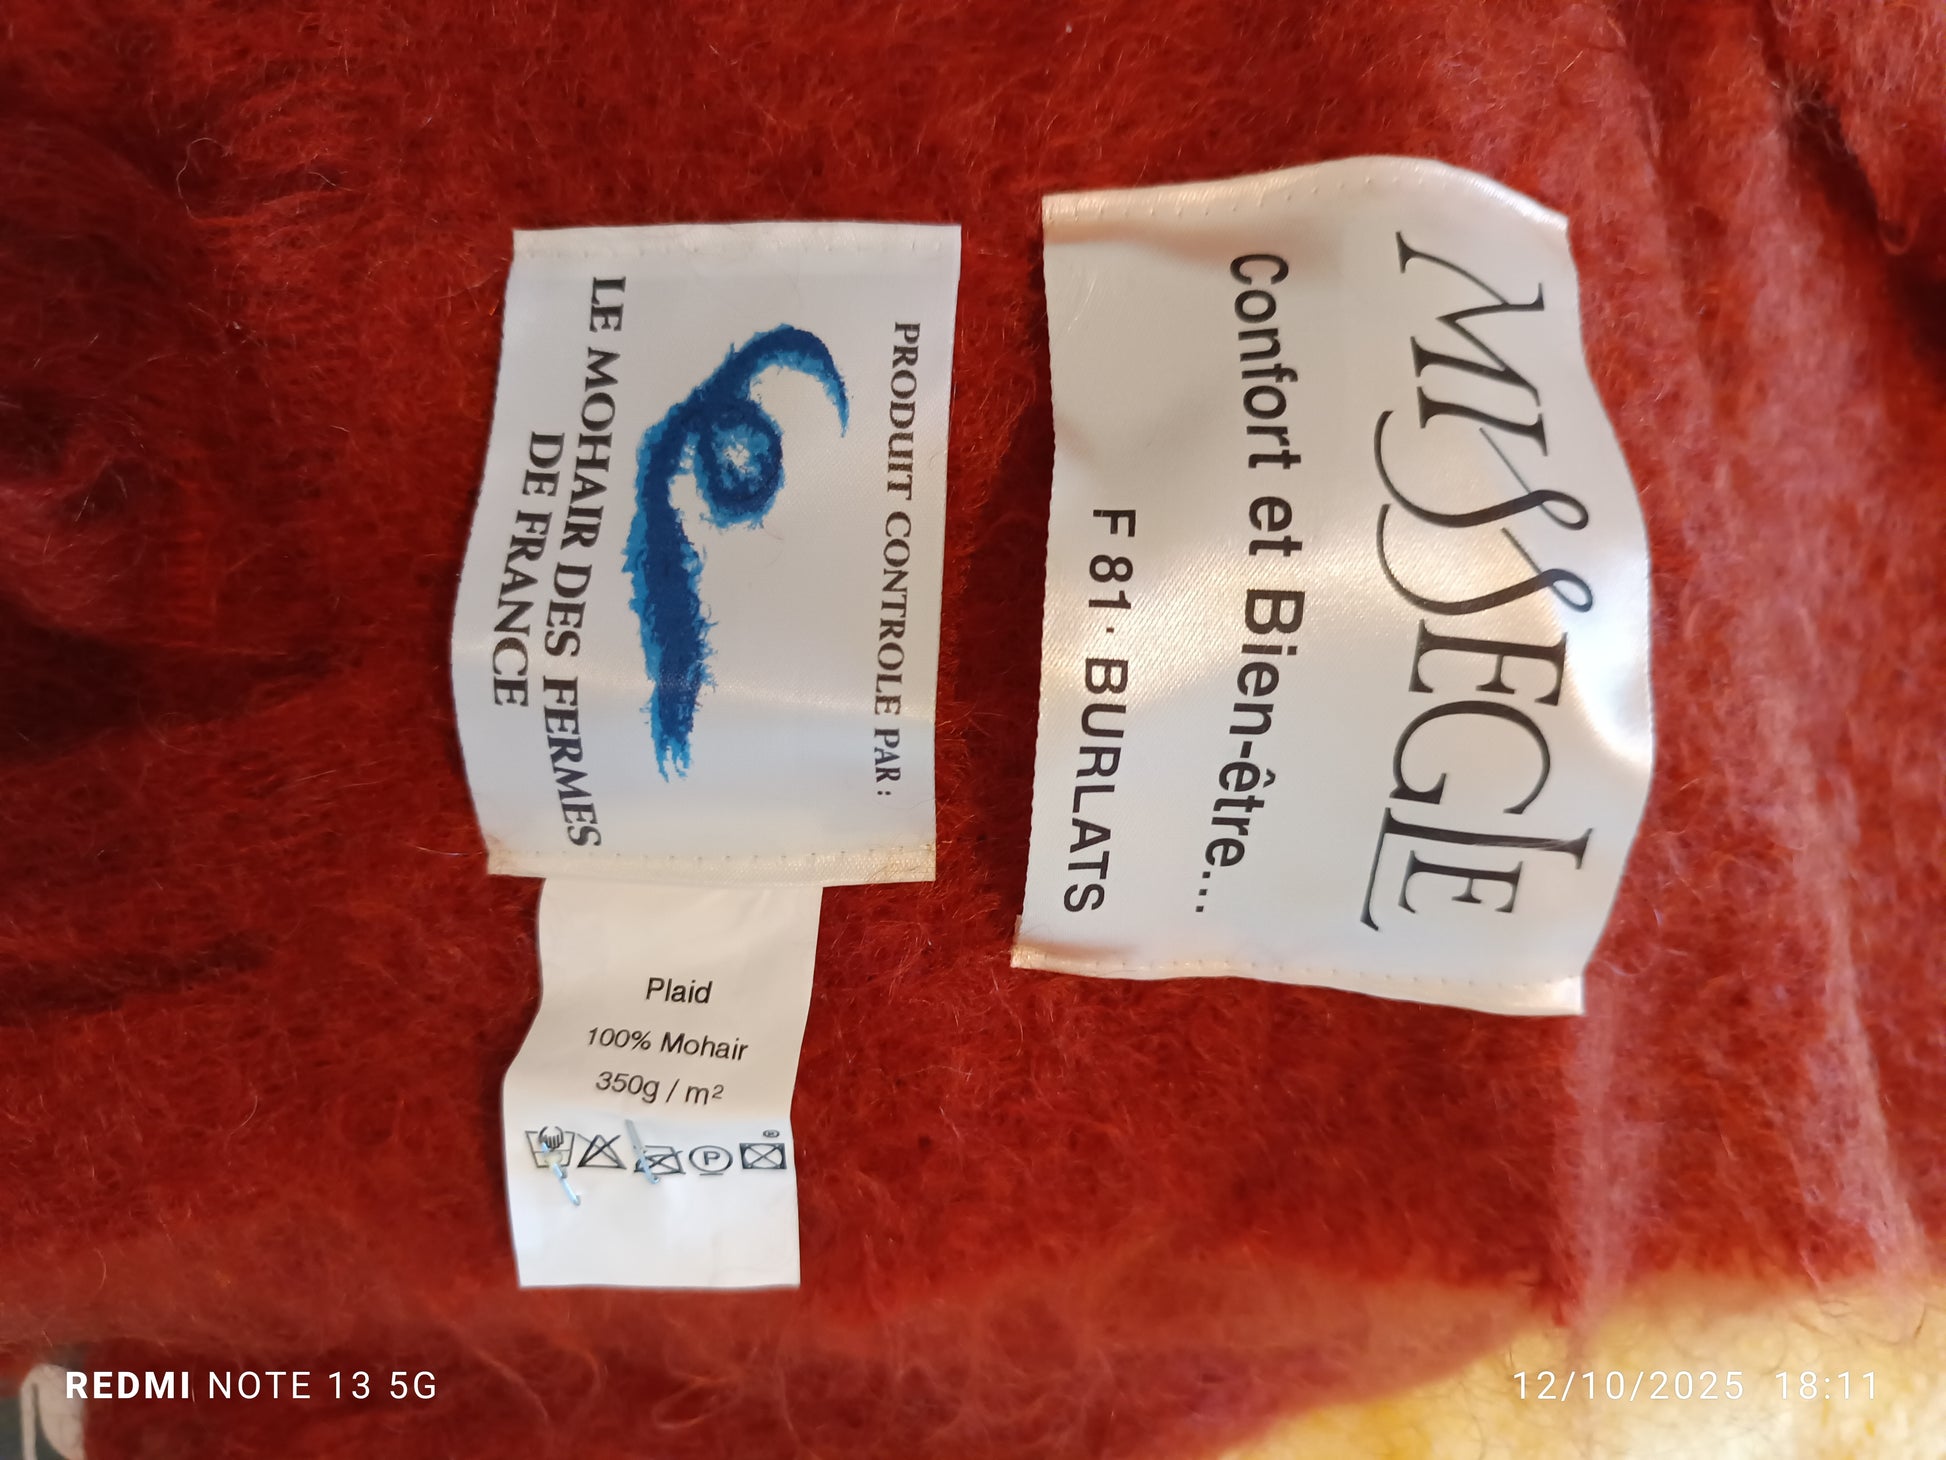 MISSEGLE
Confort et Bien-être...
F 81 · BURLATS
PRODUIT CONTROLE PAR :
LE MOHAIR DES FERMES
DE FRANCE
Plaid
100% Mohair
350g / m²
P
REDMI NOTE 13 5G
12/10/2025 18:11